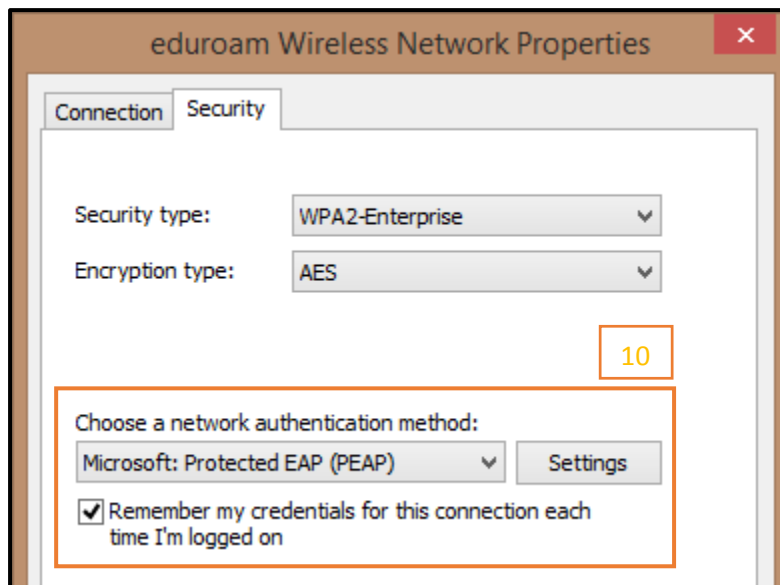 eduroam Wireless Network Properties
Connection
Security
Security type:
WPA2-Enterprise
Encryption type:
AES
10
Choose a network authentication method:
Microsoft: Protected EAP (PEAP)
Settings
Remember my credentials for this connection each
time I'm logged on